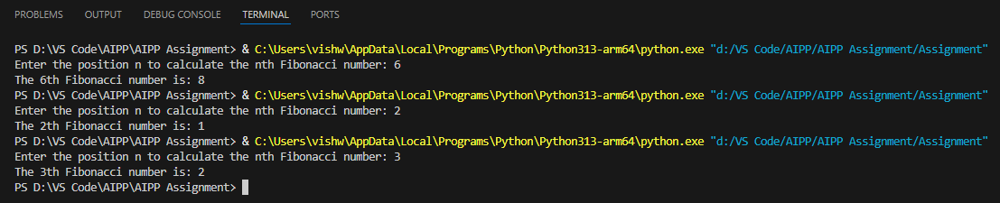 PROBLEMS OUTPUT DEBUG CONSOLE TERMINAL PORTS
PS D:\VS Code\AIPP\AIPP Assignment> & C:\Users\vishw\AppData\Local\Programs\Python\Python313-arm64\python.exe "d:/VS Code/AIPP/AIPP Assignment/Assignment"
Enter the position n to calculate the nth Fibonacci number: 6
The 6th Fibonacci number is: 8
PS D:\VS Code\AIPP\AIPP Assignment> & C:\Users\vishw\AppData\Local\Programs\Python\Python313-arm64\python.exe "d:/VS Code/AIPP/AIPP Assignment/Assignment"
Enter the position n to calculate the nth Fibonacci number: 2
The 2th Fibonacci number is: 1
PS D:\VS Code\AIPP\AIPP Assignment> & C:\Users\vishw\AppData\Local\Programs\Python\Python313-arm64\python.exe "d:/VS Code/AIPP/AIPP Assignment/Assignment"
Enter the position n to calculate the nth Fibonacci number: 3
The 3th Fibonacci number is: 2
PS D:\VS Code\AIPP\AIPP Assignment>